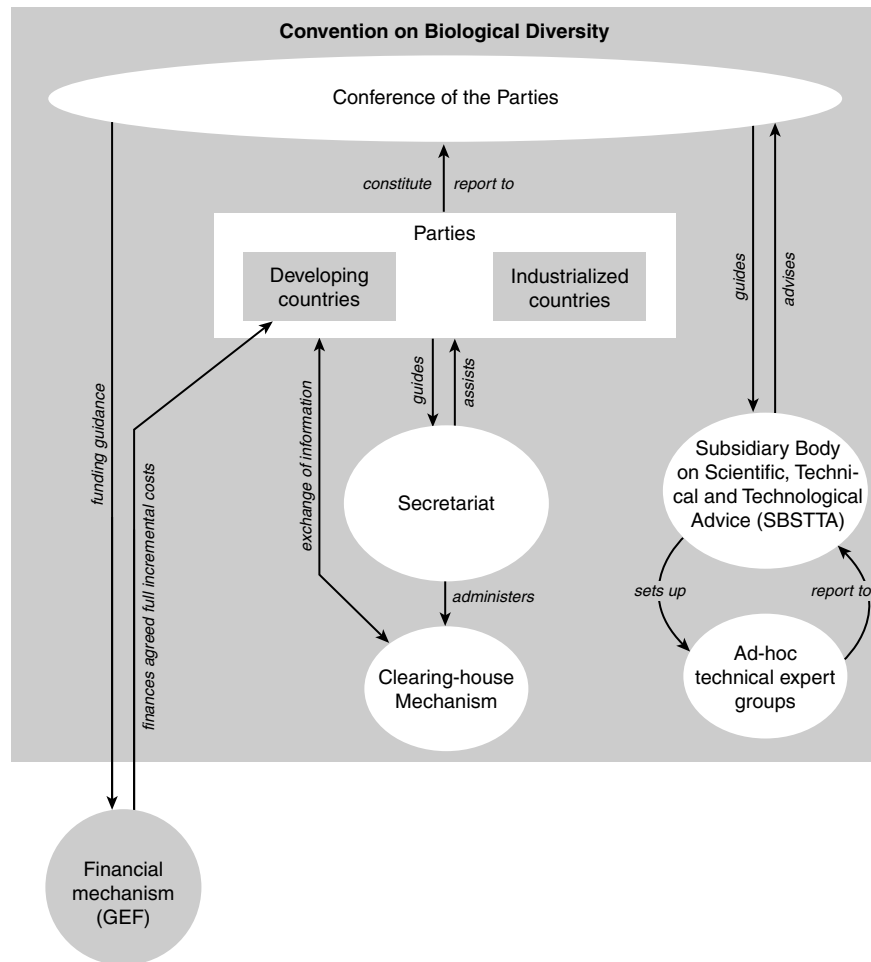 Convention on Biological Diversity
Conference of the Parties
constitute
report to
Parties
Developing
countries
Industrialized
countries
guides
advises
guides
assists
exchange of information
funding guidance
finances agreed full incremental costs
Subsidiary Body
on Scientific, Techni-
cal and Technological
Advice (SBSTTA)
Secretariat
administers
sets up
report to
Clearing-house
Mechanism
Ad-hoc
technical expert
groups
Financial
mechanism
(GEF)